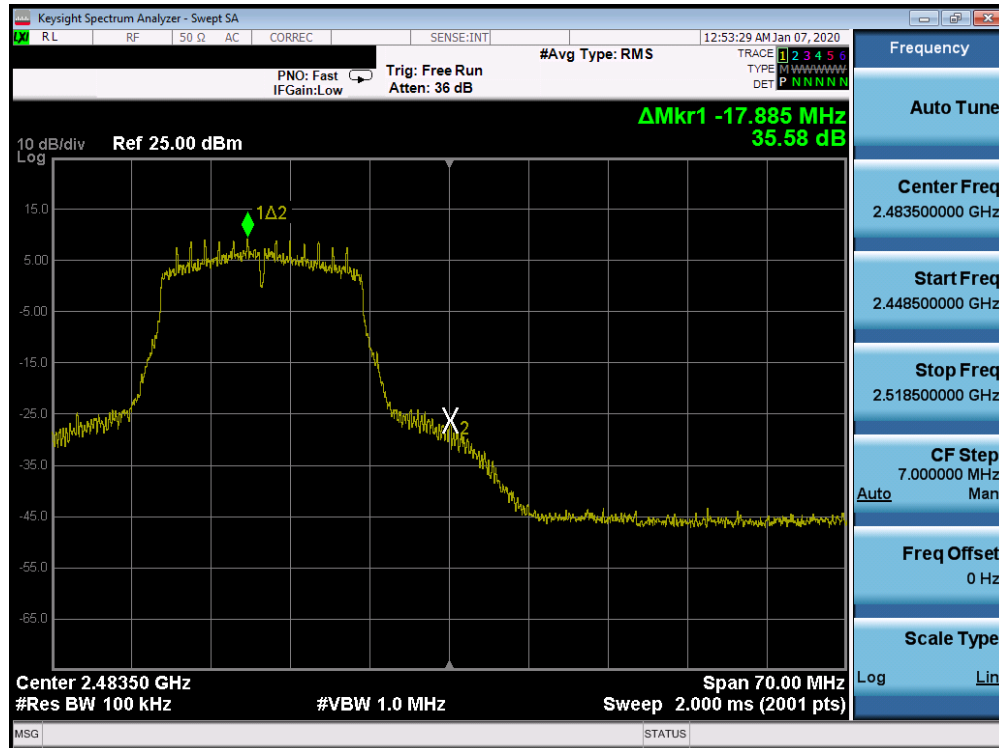 Keysight Spectrum Analyzer - Swept SA
LXI RL RF 50 Ω AC CORREC SENSE:INT 12:53:29 AM Jan 07, 2020
#Avg Type: RMS TRACE 1 2 3 4 5 6
PNO: Fast Trig: Free Run TYPE M W W W W W
IFGain:Low Atten: 36 dB DET P N N N N N
ΔMkr1 -17.885 MHz
35.58 dB
10 dB/div Ref 25.00 dBm
Log
15.0
1Δ2
5.00
-5.00
-15.0
-25.0
X2
-35.0
-45.0
-55.0
-65.0
Center 2.48350 GHz Span 70.00 MHz
#Res BW 100 kHz #VBW 1.0 MHz Sweep 2.000 ms (2001 pts)
MSG STATUS
Frequency
Auto Tune
Center Freq
2.483500000 GHz
Start Freq
2.448500000 GHz
Stop Freq
2.518500000 GHz
CF Step
7.000000 MHz
Auto Man
Freq Offset
0 Hz
Scale Type
Log Lin